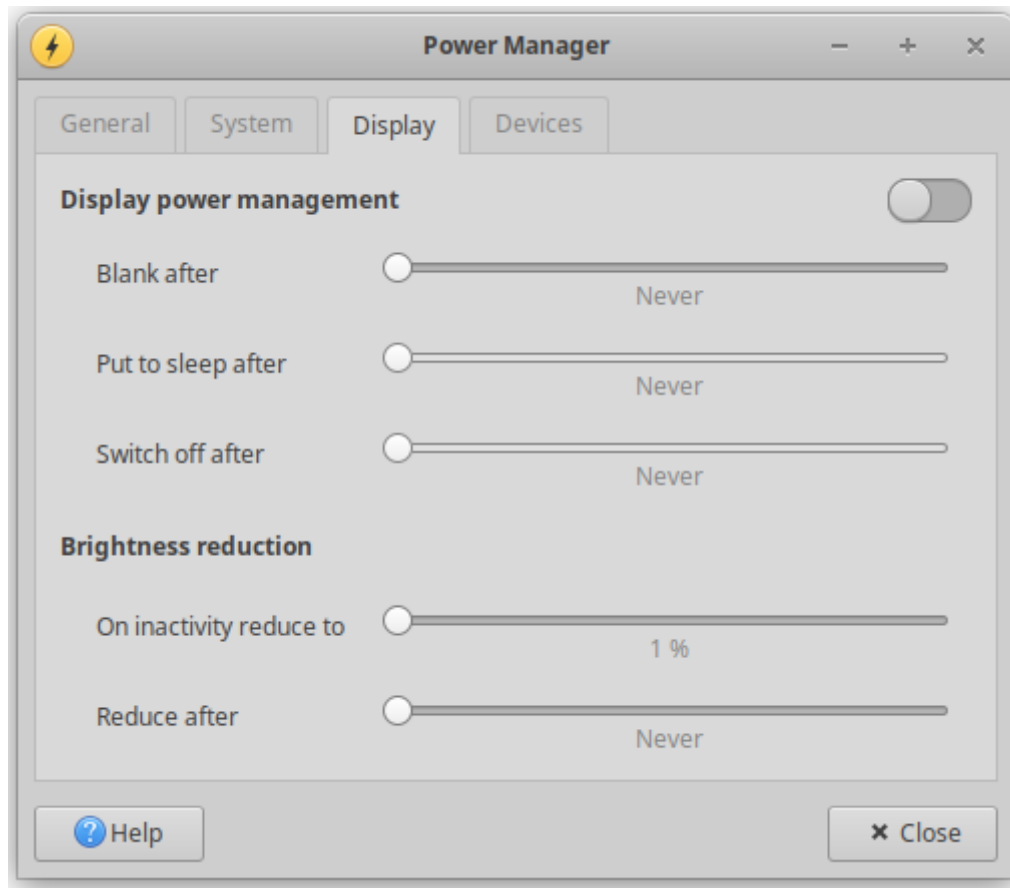 Power Manager
General System Display Devices
Display power management
Blank after
Never
Put to sleep after
Never
Switch off after
Never
Brightness reduction
On inactivity reduce to
1 %
Reduce after
Never
Help Close